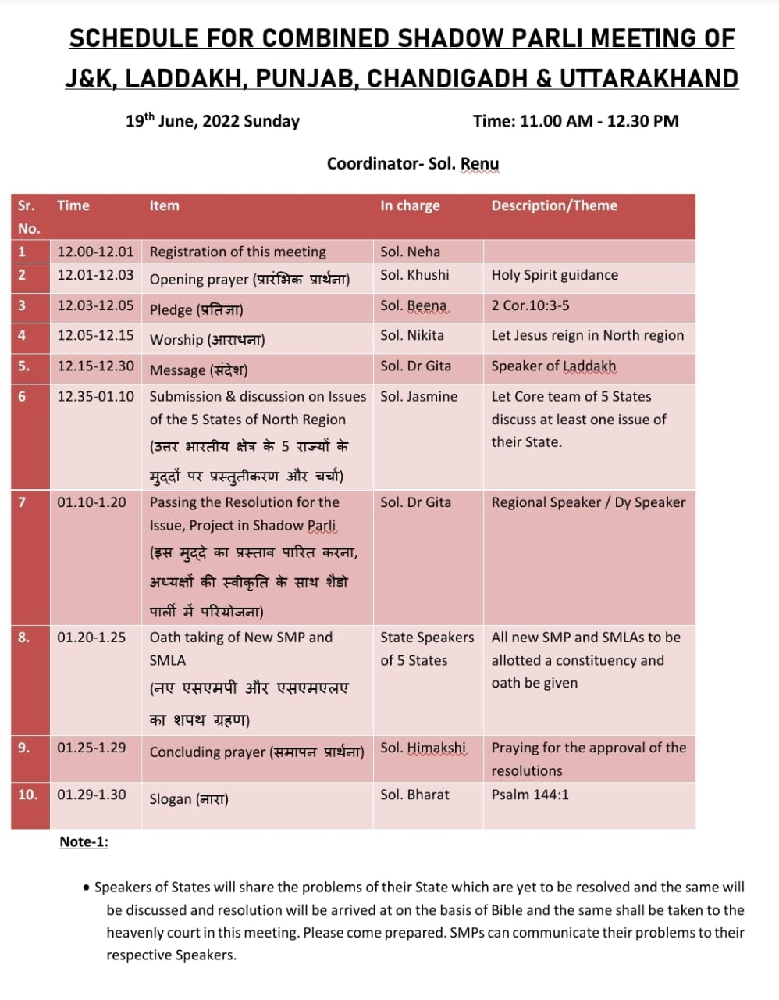 SCHEDULE FOR COMBINED SHADOW PARLI MEETING OF
J&K, LADDAKH, PUNJAB, CHANDIGADH & UTTARAKHAND
19th June, 2022 Sunday Time: 11.00 AM - 12.30 PM
Coordinator- Sol. Renu
Sr. No. Time Item In charge Description/Theme
1 12.00-12.01 Registration of this meeting Sol. Neha
2 12.01-12.03 Opening prayer (प्रारंभिक प्रार्थना) Sol. Khushi Holy Spirit guidance
3 12.03-12.05 Pledge (प्रतिज्ञा) Sol. Beena 2 Cor.10:3-5
4 12.05-12.15 Worship (आराधना) Sol. Nikita Let Jesus reign in North region
5. 12.15-12.30 Message (संदेश) Sol. Dr Gita Speaker of Laddakh
6 12.35-01.10 Submission & discussion on Issues Sol. Jasmine Let Core team of 5 States
of the 5 States of North Region discuss at least one issue of
(उत्तर भारतीय क्षेत्र के 5 राज्यों के their State.
मुद्दों पर प्रस्तुतीकरण और चर्चा)
7 01.10-1.20 Passing the Resolution for the Sol. Dr Gita Regional Speaker / Dy Speaker
Issue, Project in Shadow Parli
(इस मुद्दे का प्रस्ताव पारित करना,
अध्यक्षों की स्वीकृति के साथ शैडो
पार्ली में परियोजना)
8. 01.20-1.25 Oath taking of New SMP and State Speakers All new SMP and SMLAs to be
SMLA of 5 States allotted a constituency and
(नए एसएमपी और एसएमएलए oath be given
का शपथ ग्रहण)
9. 01.25-1.29 Concluding prayer (समापन प्रार्थना) Sol. Himakshi Praying for the approval of the
resolutions
10. 01.29-1.30 Slogan (नारा) Sol. Bharat Psalm 144:1
Note-1:
• Speakers of States will share the problems of their State which are yet to be resolved and the same will
be discussed and resolution will be arrived at on the basis of Bible and the same shall be taken to the
heavenly court in this meeting. Please come prepared. SMPs can communicate their problems to their
respective Speakers.